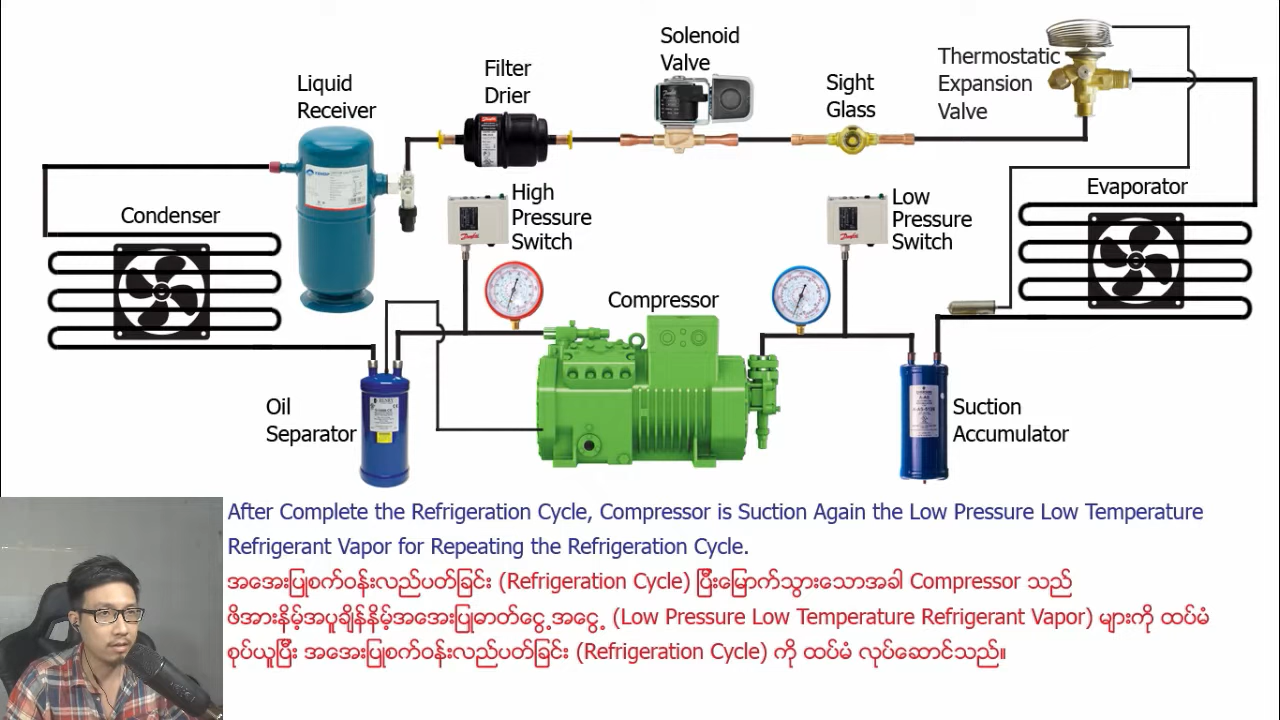 Solenoid
Valve
Filter
Drier
Liquid
Receiver
Sight
Glass
Thermostatic
Expansion
Valve
Condenser
High
Pressure
Switch
Low
Pressure
Switch
Evaporator
Compressor
Oil
Separator
Suction
Accumulator
After Complete the Refrigeration Cycle, Compressor is Suction Again the Low Pressure Low Temperature
Refrigerant Vapor for Repeating the Refrigeration Cycle.
အအေးပြုစက်ဝန်းလည်ပတ်ခြင်း (Refrigeration Cycle) ပြီးမြောက်သွားသောအခါ Compressor သည်
ဖိအားနိမ့်အပူချိန်နိမ့်အအေးပြုဓာတ်ငွေ့အငွေ့ (Low Pressure Low Temperature Refrigerant Vapor) များကို ထပ်မံ
စုပ်ယူပြီး အအေးပြုစက်ဝန်းလည်ပတ်ခြင်း (Refrigeration Cycle) ကို ထပ်မံ လုပ်ဆောင်သည်။